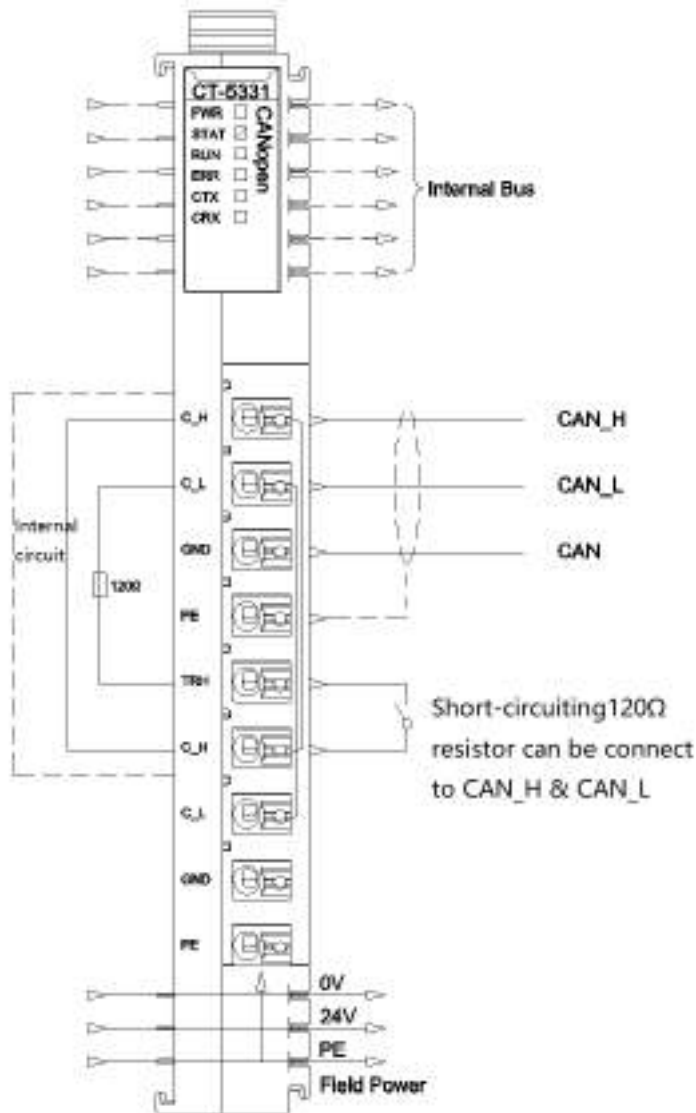 CT-5331
CANopen
PWR
STAT
RUN
ERR
CTX
CRX
Internal Bus
C_H
CAN_H
C_L
CAN_L
Internal
circuit
GND
CAN
120Ω
PE
TRH
Short-circuiting120Ω
resistor can be connect
to CAN_H & CAN_L
C_H
C_L
GND
PE
0V
24V
PE
Field Power